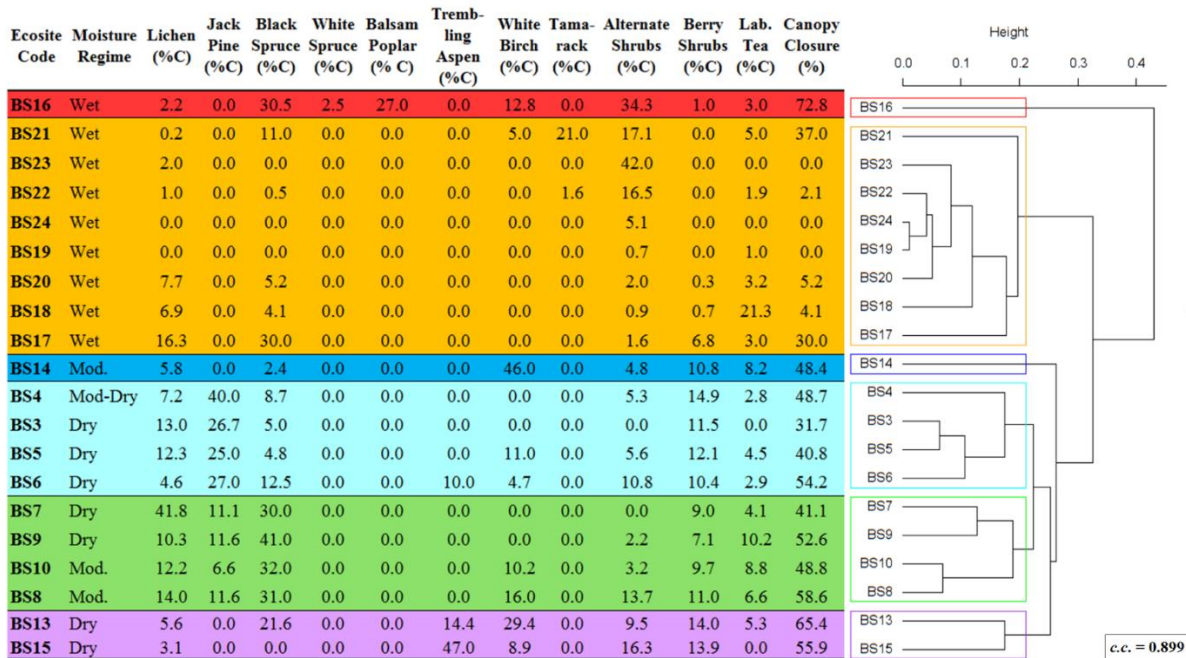 Ecosite Code Moisture Regime Lichen (%C) Jack Pine (%C) Black Spruce (%C) White Spruce (%C) Balsam Poplar (% C) Tremb-ling Aspen (%C) White Birch (%C) Tama-rack (%C) Alternate Shrubs (%C) Berry Shrubs (%C) Lab. Tea (%C) Canopy Closure (%)
BS16 Wet 2.2 0.0 30.5 2.5 27.0 0.0 12.8 0.0 34.3 1.0 3.0 72.8
BS21 Wet 0.2 0.0 11.0 0.0 0.0 0.0 5.0 21.0 17.1 0.0 5.0 37.0
BS23 Wet 2.0 0.0 0.0 0.0 0.0 0.0 0.0 0.0 42.0 0.0 0.0 0.0
BS22 Wet 1.0 0.0 0.5 0.0 0.0 0.0 0.0 1.6 16.5 0.0 1.9 2.1
BS24 Wet 0.0 0.0 0.0 0.0 0.0 0.0 0.0 0.0 5.1 0.0 0.0 0.0
BS19 Wet 0.0 0.0 0.0 0.0 0.0 0.0 0.0 0.0 0.7 0.0 1.0 0.0
BS20 Wet 7.7 0.0 5.2 0.0 0.0 0.0 0.0 0.0 2.0 0.3 3.2 5.2
BS18 Wet 6.9 0.0 4.1 0.0 0.0 0.0 0.0 0.0 0.9 0.7 21.3 4.1
BS17 Wet 16.3 0.0 30.0 0.0 0.0 0.0 0.0 0.0 1.6 6.8 3.0 30.0
BS14 Mod. 5.8 0.0 2.4 0.0 0.0 0.0 46.0 0.0 4.8 10.8 8.2 48.4
BS4 Mod-Dry 7.2 40.0 8.7 0.0 0.0 0.0 0.0 0.0 5.3 14.9 2.8 48.7
BS3 Dry 13.0 26.7 5.0 0.0 0.0 0.0 0.0 0.0 0.0 11.5 0.0 31.7
BS5 Dry 12.3 25.0 4.8 0.0 0.0 0.0 11.0 0.0 5.6 12.1 4.5 40.8
BS6 Dry 4.6 27.0 12.5 0.0 0.0 10.0 4.7 0.0 10.8 10.4 2.9 54.2
BS7 Dry 41.8 11.1 30.0 0.0 0.0 0.0 0.0 0.0 0.0 9.0 4.1 41.1
BS9 Dry 10.3 11.6 41.0 0.0 0.0 0.0 0.0 0.0 2.2 7.1 10.2 52.6
BS10 Mod. 12.2 6.6 32.0 0.0 0.0 0.0 10.2 0.0 3.2 9.7 8.8 48.8
BS8 Mod. 14.0 11.6 31.0 0.0 0.0 0.0 16.0 0.0 13.7 11.0 6.6 58.6
BS13 Dry 5.6 0.0 21.6 0.0 0.0 14.4 29.4 0.0 9.5 14.0 5.3 65.4
BS15 Dry 3.1 0.0 0.0 0.0 0.0 47.0 8.9 0.0 16.3 13.9 0.0 55.9
Height
0.0 0.1 0.2 0.3 0.4
BS16
BS21
BS23
BS22
BS24
BS19
BS20
BS18
BS17
BS14
BS4
BS3
BS5
BS6
BS7
BS9
BS10
BS8
BS13
BS15
c.c. = 0.899